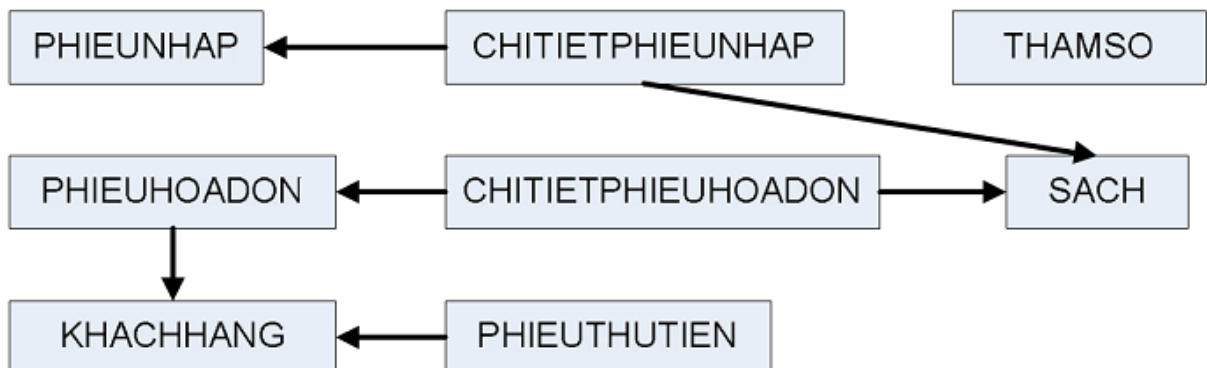 PHIEUNHAP CHITIETPHIEUNHAP THAMSO
PHIEUHOADON CHITIETPHIEUHOADON SACH
KHACHHANG PHIEUTHUTIEN